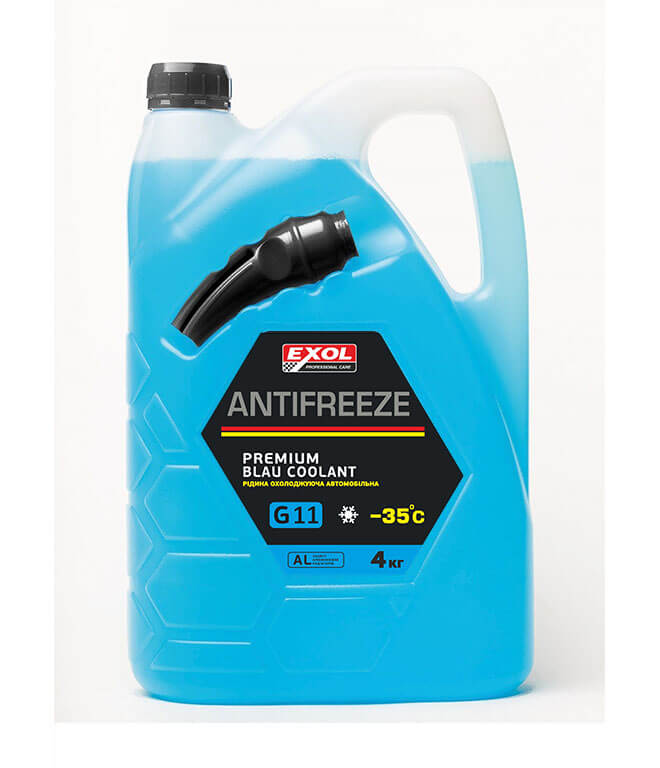 EXOL
PROFESSIONAL CARE
ANTIFREEZE
PREMIUM
BLAU COOLANT
РІДИНА ОХОЛОДЖУЮЧА АВТОМОБІЛЬНА
G11
-35°C
AL
4 КГ